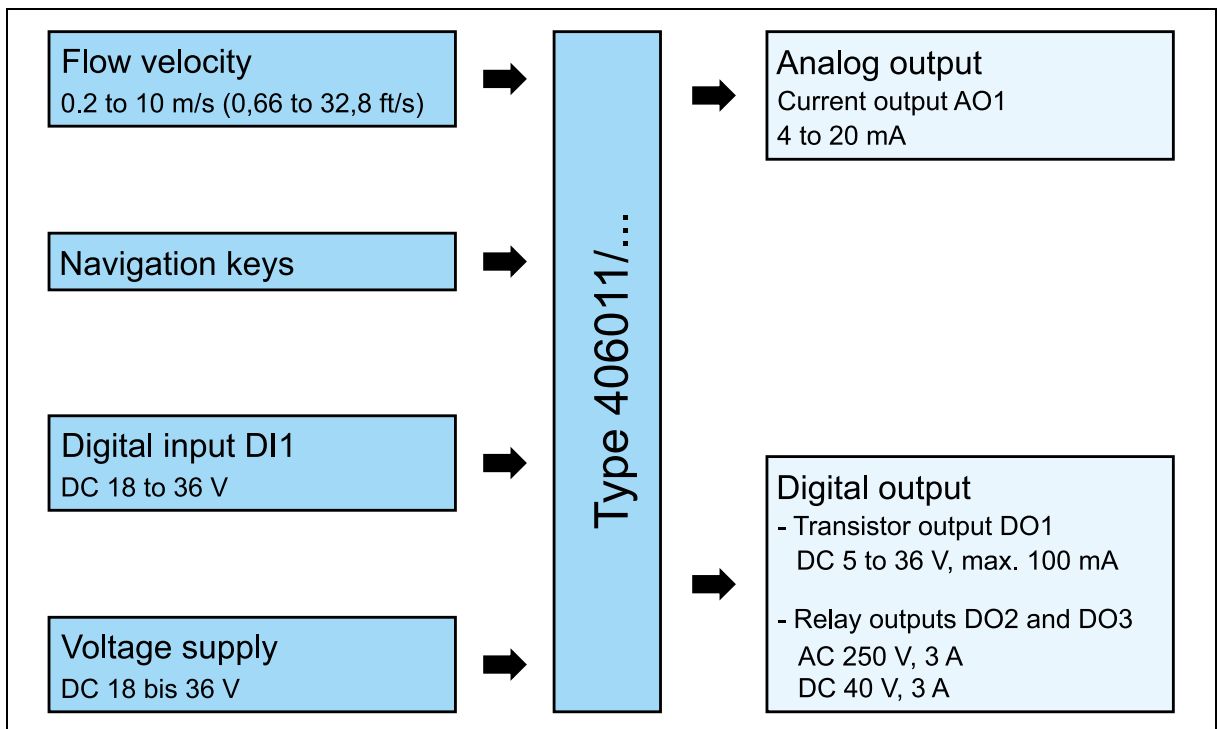 Flow velocity
0.2 to 10 m/s (0,66 to 32,8 ft/s)
Navigation keys
Digital input DI1
DC 18 to 36 V
Voltage supply
DC 18 bis 36 V
Type 406011/...
Analog output
Current output AO1
4 to 20 mA
Digital output
- Transistor output DO1
DC 5 to 36 V, max. 100 mA
- Relay outputs DO2 and DO3
AC 250 V, 3 A
DC 40 V, 3 A